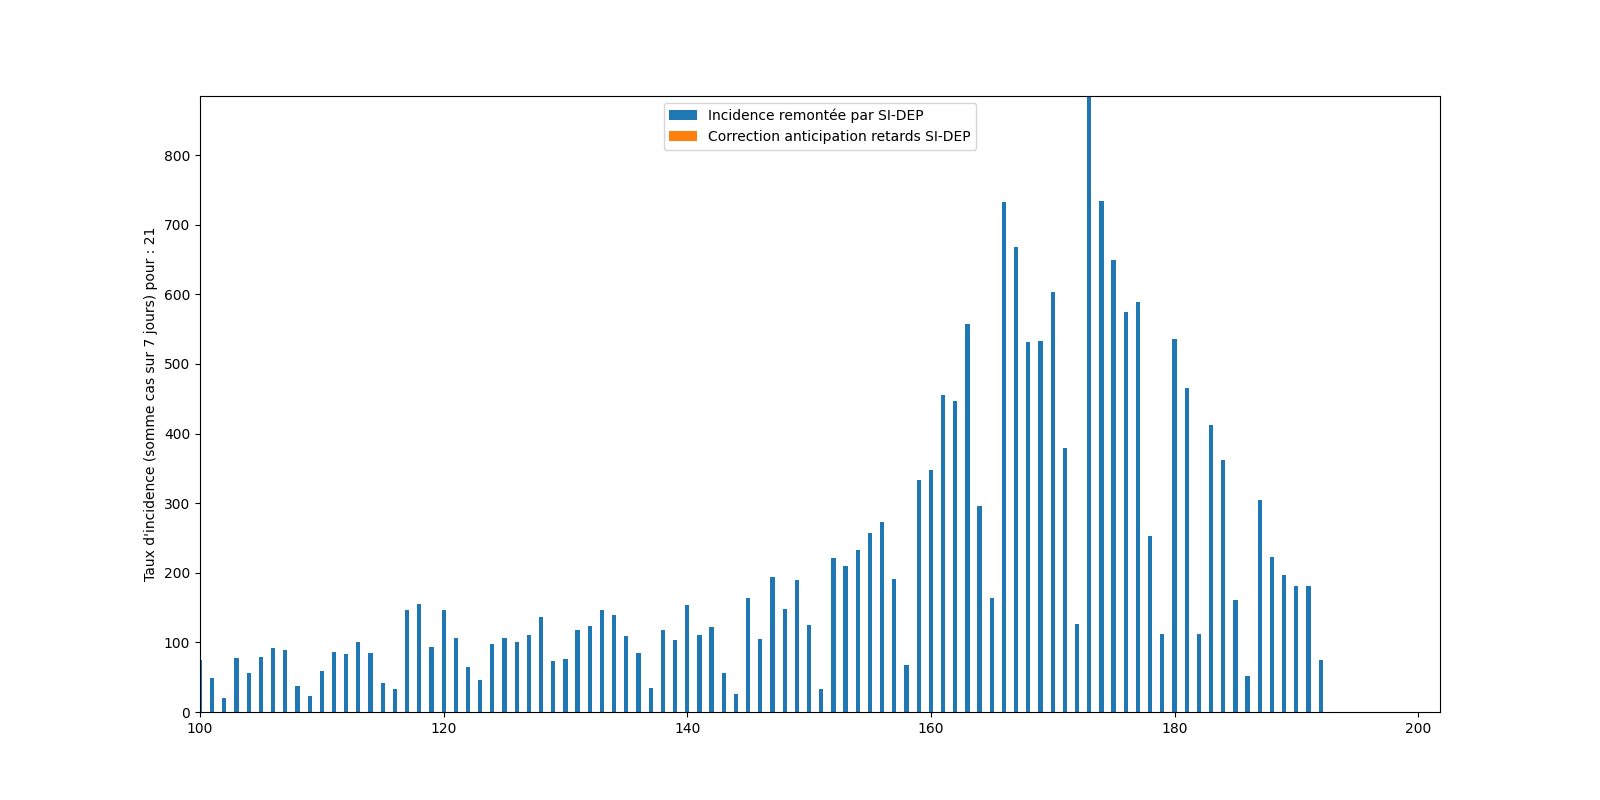 Incidence remontée par SI-DEP
Correction anticipation retards SI-DEP
Taux d'incidence (somme cas sur 7 jours) pour : 21
800
700
600
500
400
300
200
100
0
100 120 140 160 180 200